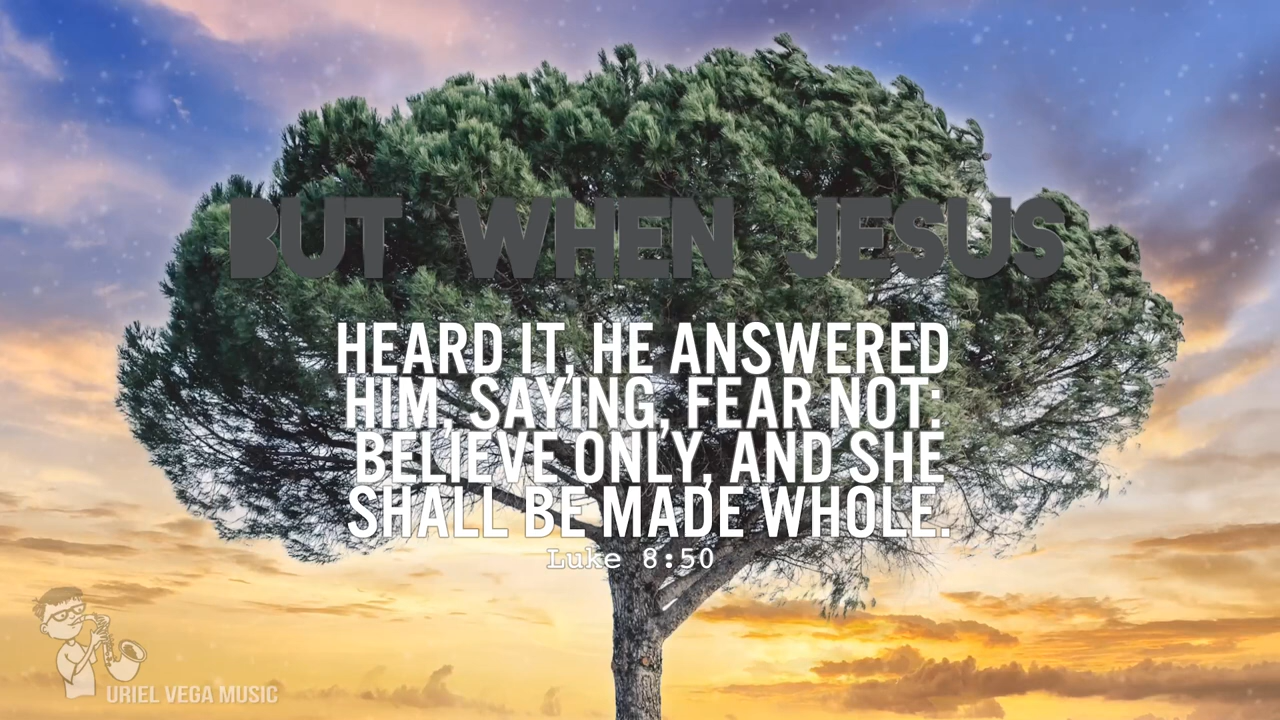 BUT WHEN JESUS
HEARD IT, HE ANSWERED
HIM, SAYING, FEAR NOT:
BELIEVE ONLY, AND SHE
SHALL BE MADE WHOLE.
Luke 8:50
URIEL VEGA MUSIC